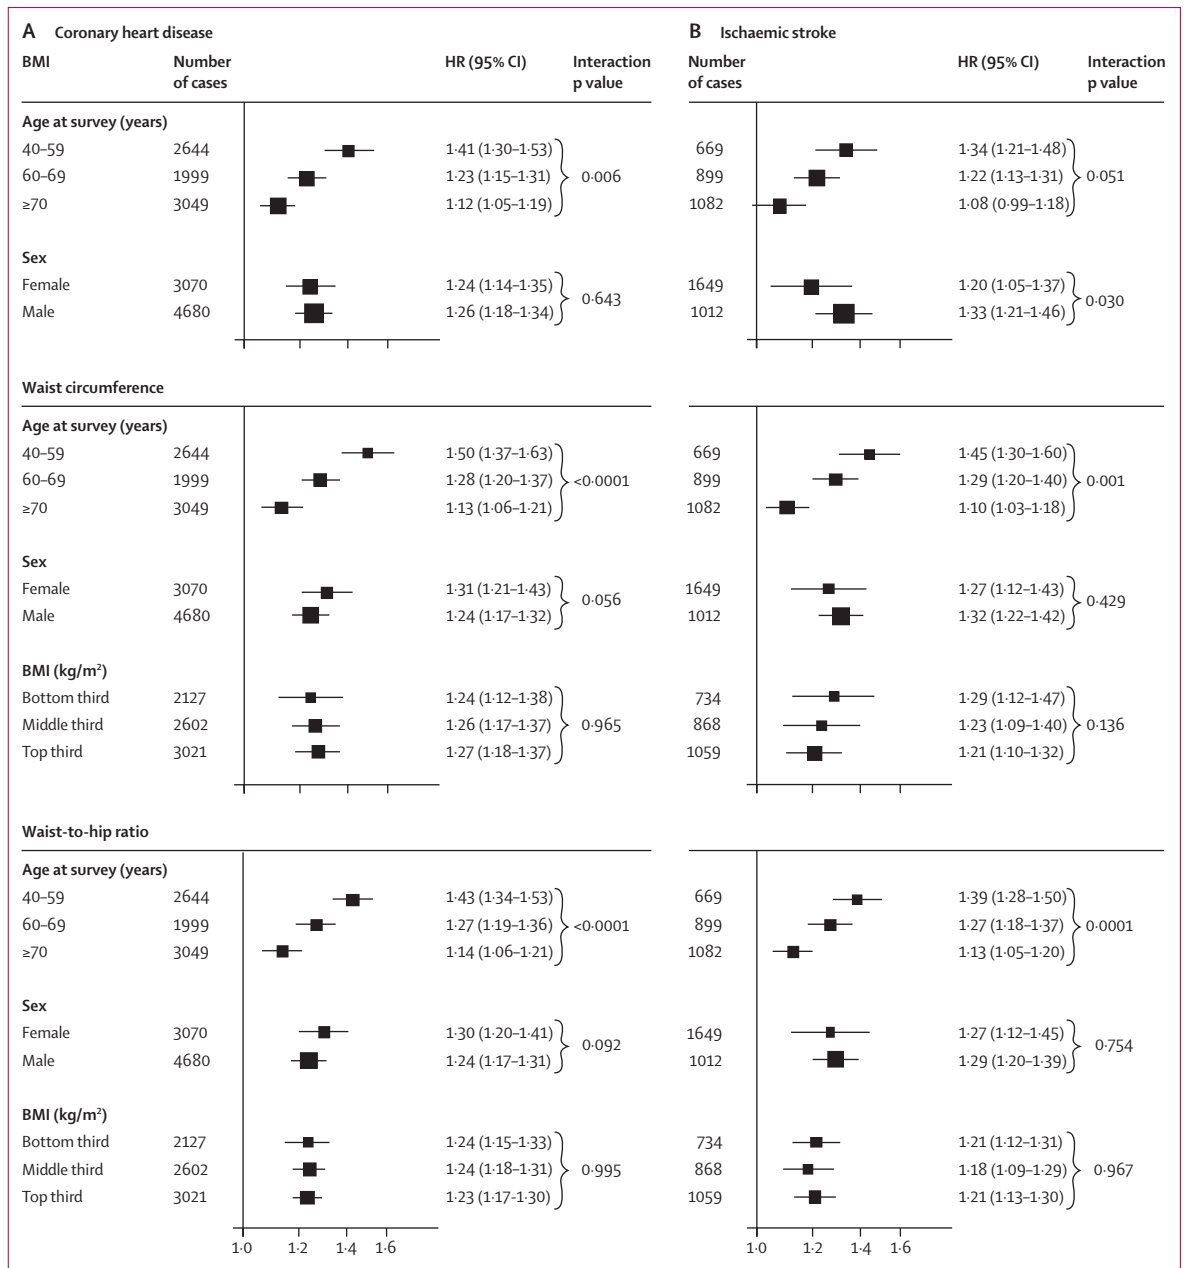 A Coronary heart disease B Ischaemic stroke
BMI Number of cases HR (95% CI) Interaction p value Number of cases HR (95% CI) Interaction p value
Age at survey (years)
40–59 2644 1·41 (1·30–1·53) 669 1·34 (1·21–1·48)
60–69 1999 1·23 (1·15–1·31) 0·006 899 1·22 (1·13–1·31) 0·051
≥70 3049 1·12 (1·05–1·19) 1082 1·08 (0·99–1·18)
Sex
Female 3070 1·24 (1·14–1·35) 0·643 1649 1·20 (1·05–1·37) 0·030
Male 4680 1·26 (1·18–1·34) 1012 1·33 (1·21–1·46)
Waist circumference
Age at survey (years)
40–59 2644 1·50 (1·37–1·63) 669 1·45 (1·30–1·60)
60–69 1999 1·28 (1·20–1·37) <0·0001 899 1·29 (1·20–1·40) 0·001
≥70 3049 1·13 (1·06–1·21) 1082 1·10 (1·03–1·18)
Sex
Female 3070 1·31 (1·21–1·43) 0·056 1649 1·27 (1·12–1·43) 0·429
Male 4680 1·24 (1·17–1·32) 1012 1·32 (1·22–1·42)
BMI (kg/m²)
Bottom third 2127 1·24 (1·12–1·38) 734 1·29 (1·12–1·47)
Middle third 2602 1·26 (1·17–1·37) 0·965 868 1·23 (1·09–1·40) 0·136
Top third 3021 1·27 (1·18–1·37) 1059 1·21 (1·10–1·32)
Waist-to-hip ratio
Age at survey (years)
40–59 2644 1·43 (1·34–1·53) 669 1·39 (1·28–1·50)
60–69 1999 1·27 (1·19–1·36) <0·0001 899 1·27 (1·18–1·37) 0·0001
≥70 3049 1·14 (1·06–1·21) 1082 1·13 (1·05–1·20)
Sex
Female 3070 1·30 (1·20–1·41) 0·092 1649 1·27 (1·12–1·45) 0·754
Male 4680 1·24 (1·17–1·31) 1012 1·29 (1·20–1·39)
BMI (kg/m²)
Bottom third 2127 1·24 (1·15–1·33) 734 1·21 (1·12–1·31)
Middle third 2602 1·24 (1·18–1·31) 0·995 868 1·18 (1·09–1·29) 0·967
Top third 3021 1·23 (1·17-1·30) 1059 1·21 (1·13–1·30)
1·0 1·2 1·4 1·6 1·0 1·2 1·4 1·6